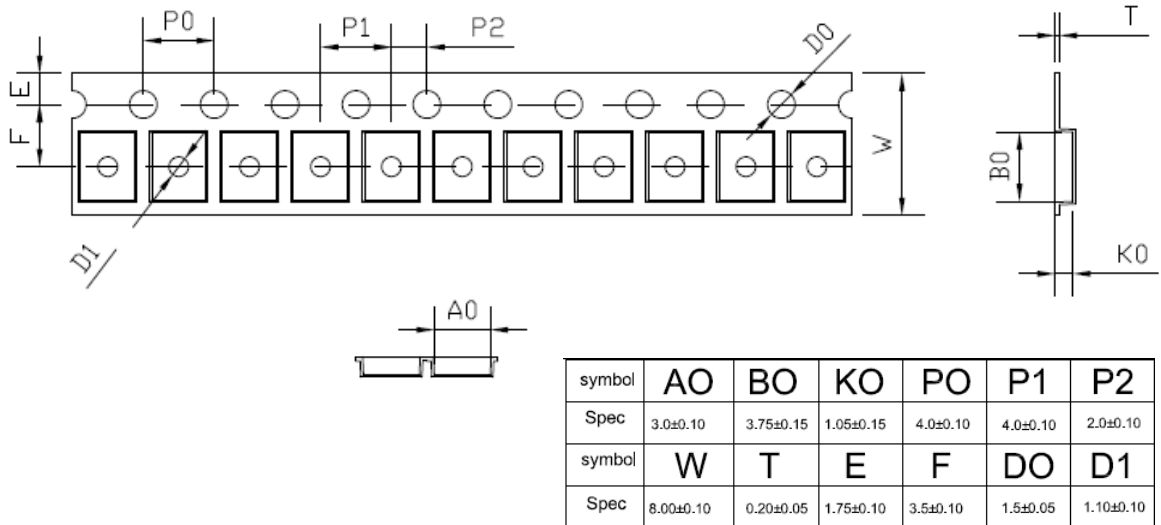 P0 P1 P2 D0 T
E
F
W
B0
D1
K0
A0
symbol AO BO KO PO P1 P2
Spec 3.0±0.10 3.75±0.15 1.05±0.15 4.0±0.10 4.0±0.10 2.0±0.10
symbol W T E F DO D1
Spec 8.00±0.10 0.20±0.05 1.75±0.10 3.5±0.10 1.5±0.05 1.10±0.10